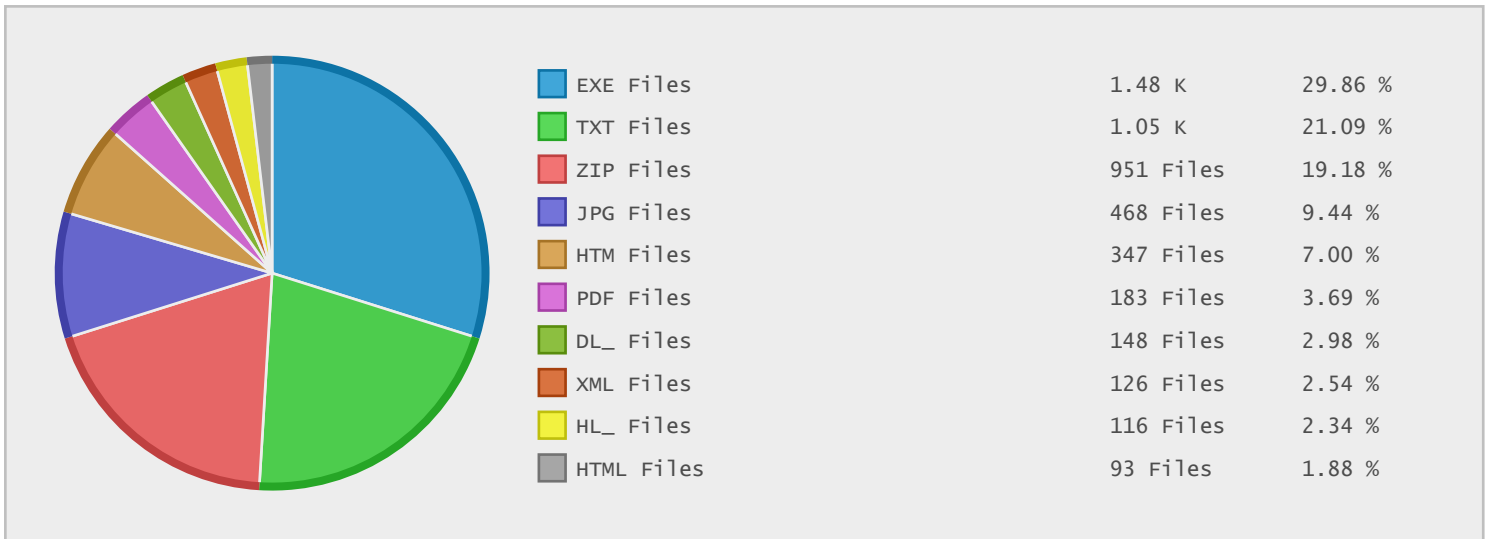 EXE Files 1.48 K 29.86 %
TXT Files 1.05 K 21.09 %
ZIP Files 951 Files 19.18 %
JPG Files 468 Files 9.44 %
HTM Files 347 Files 7.00 %
PDF Files 183 Files 3.69 %
DL_ Files 148 Files 2.98 %
XML Files 126 Files 2.54 %
HL_ Files 116 Files 2.34 %
HTML Files 93 Files 1.88 %